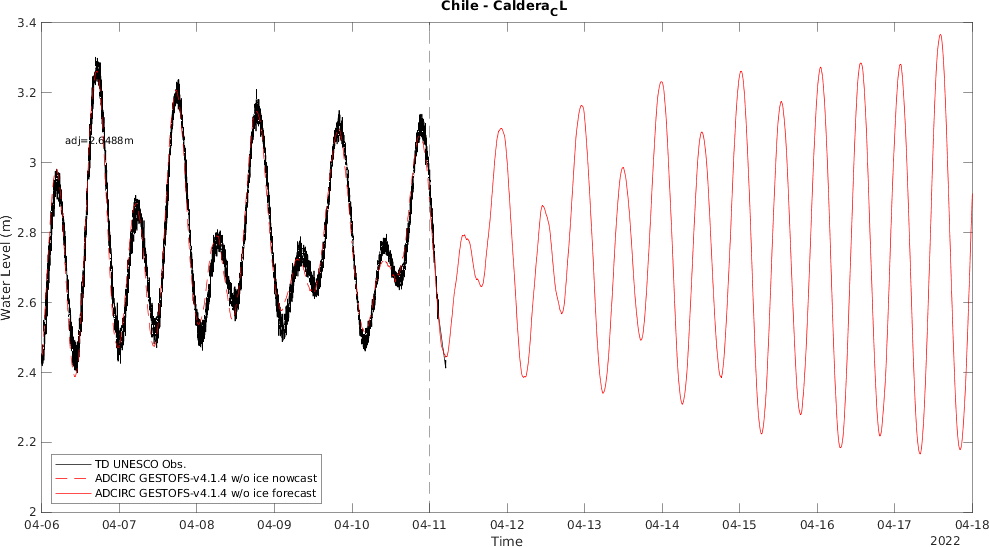 Chile - Caldera_CL
3.4
3.2
3
2.8
2.6
2.4
2.2
2
Water Level (m)
adj=2.6488m
TD UNESCO Obs.
ADCIRC GESTOFS-v4.1.4 w/o ice nowcast
ADCIRC GESTOFS-v4.1.4 w/o ice forecast
04-06 04-07 04-08 04-09 04-10 04-11 04-12 04-13 04-14 04-15 04-16 04-17 04-18
Time
2022